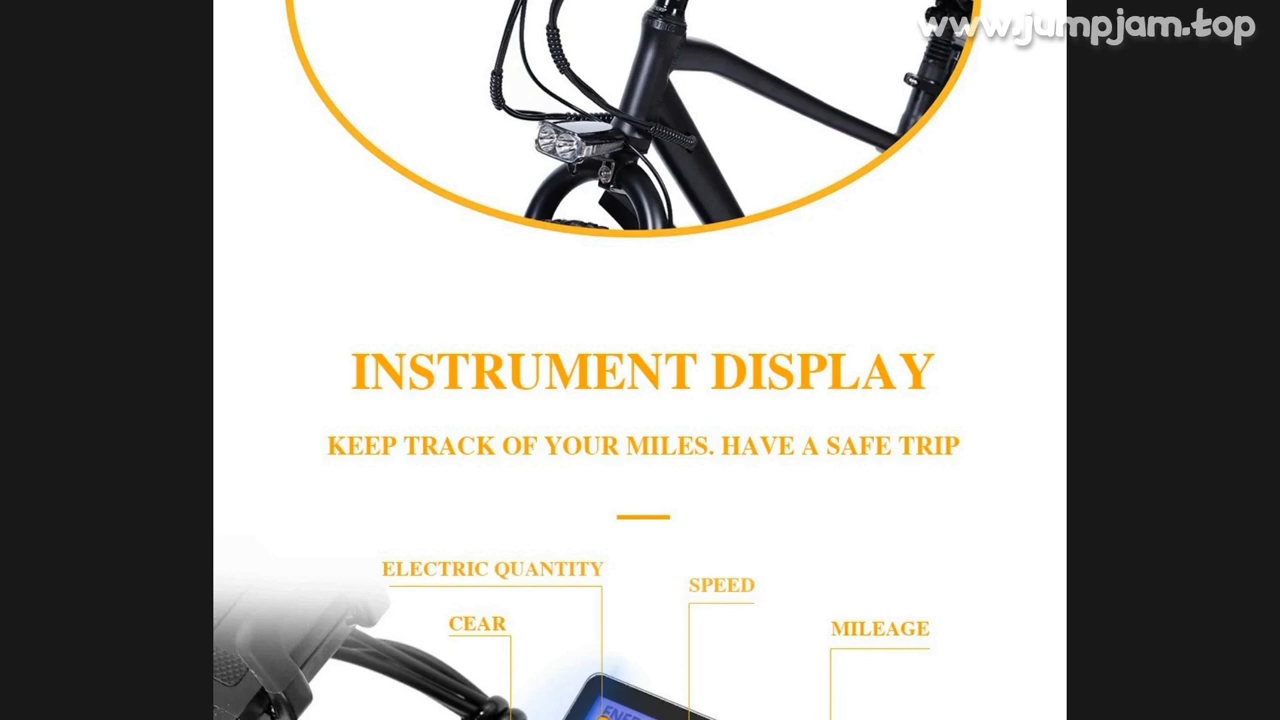 www.jumpjam.top
INSTRUMENT DISPLAY
KEEP TRACK OF YOUR MILES. HAVE A SAFE TRIP
ELECTRIC QUANTITY
SPEED
CEAR
MILEAGE